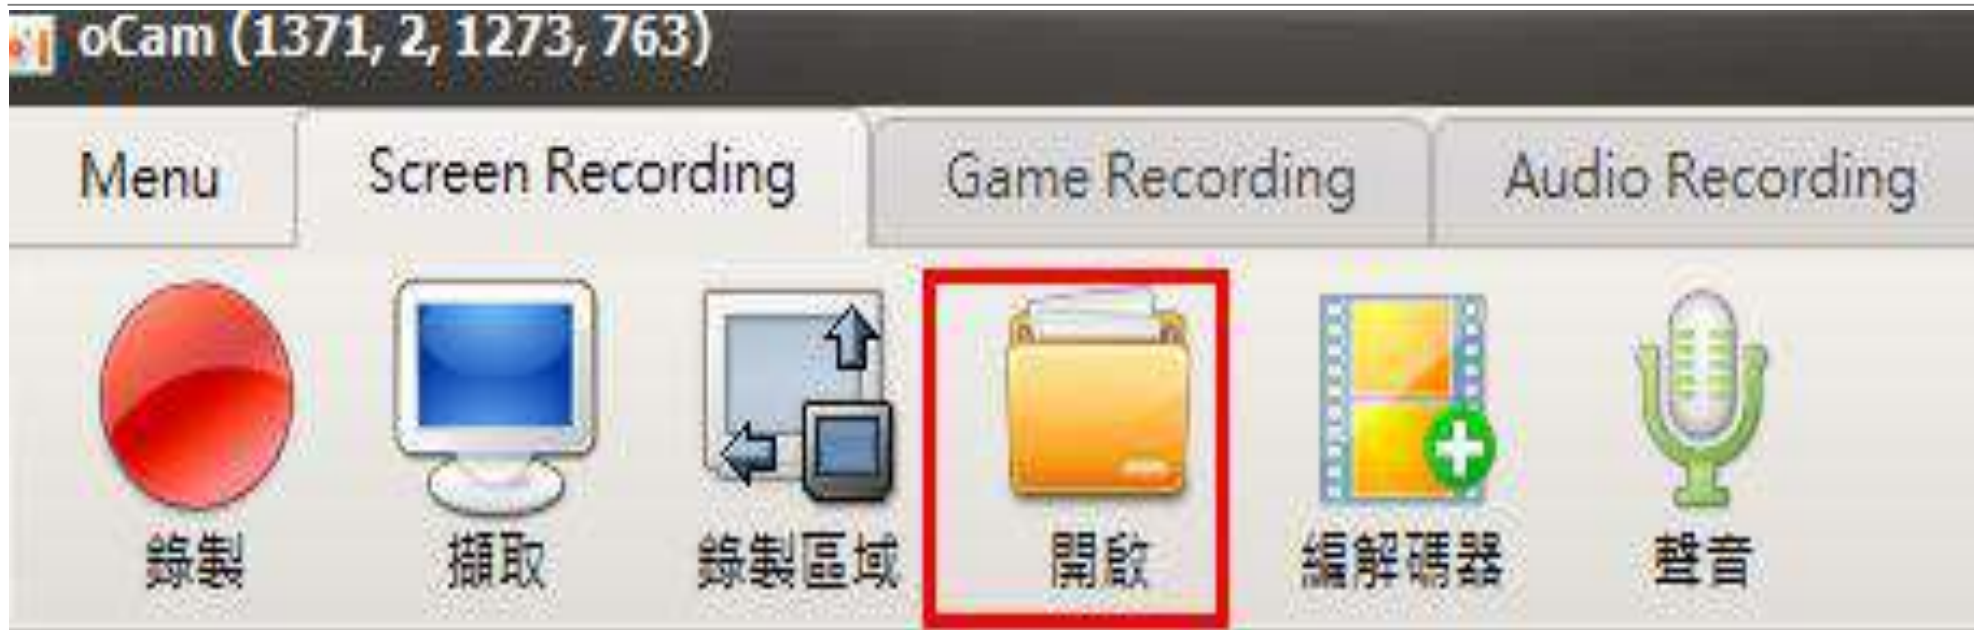 oCam (1371, 2, 1273, 763)
Menu Screen Recording Game Recording Audio Recording
錄製 擷取 錄製區域 開啟 編解碼器 聲音